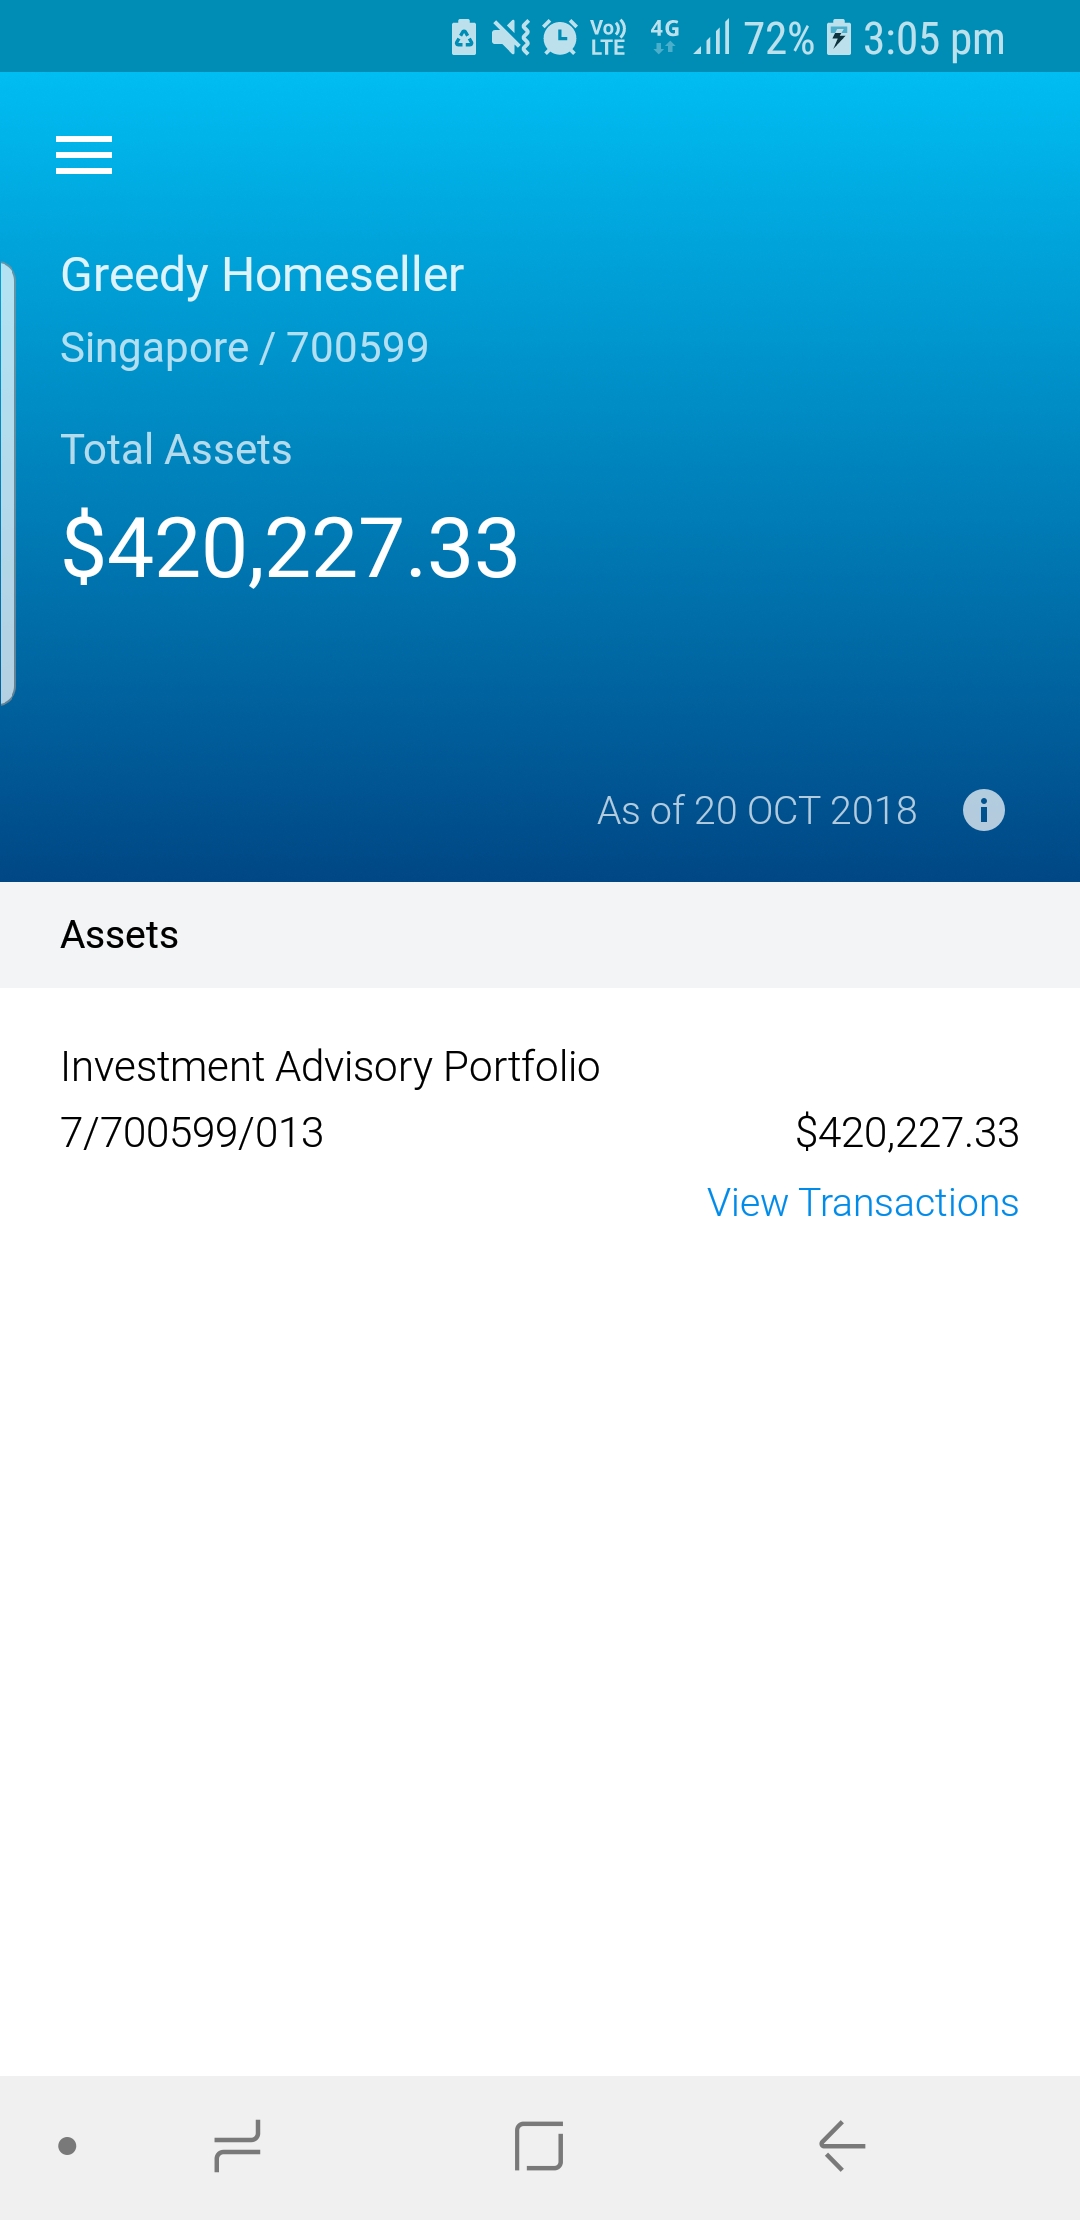 Vo)) LTE 4G 72% 3:05 pm
Greedy Homeseller
Singapore / 700599
Total Assets
$420,227.33
As of 20 OCT 2018
Assets
Investment Advisory Portfolio
7/700599/013 $420,227.33
View Transactions